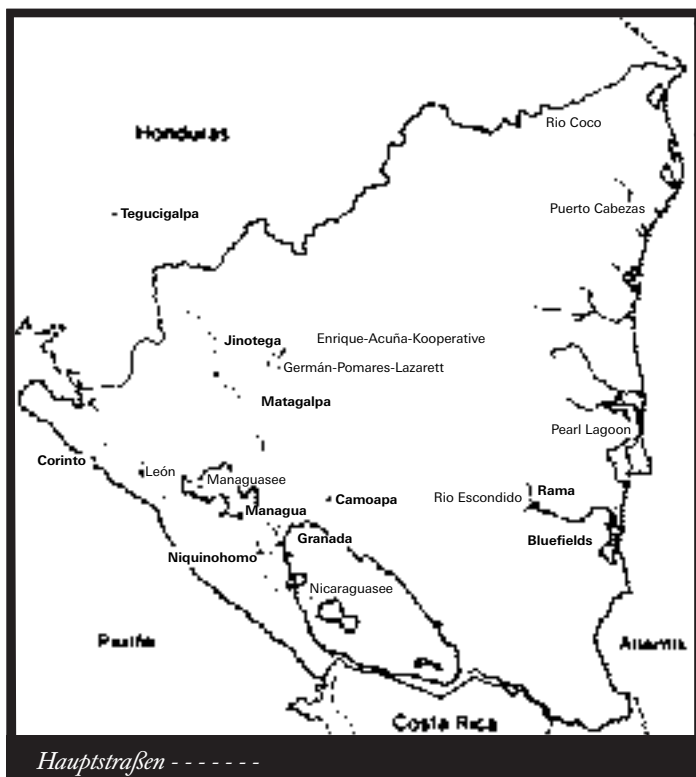 Honduras
Rio Coco
Tegucigalpa
Puerto Cabezas
Jinotega
Enrique-Acuña-Kooperative
Germán-Pomares-Lazarett
Matagalpa
Pearl Lagoon
Corinto
León
Managuasee
Camoapa
Rio Escondido
Rama
Managua
Granada
Bluefields
Niquinohomo
Nicaraguasee
Pazifik
Atlantik
Costa Rica
Hauptstraßen - - - - - - -